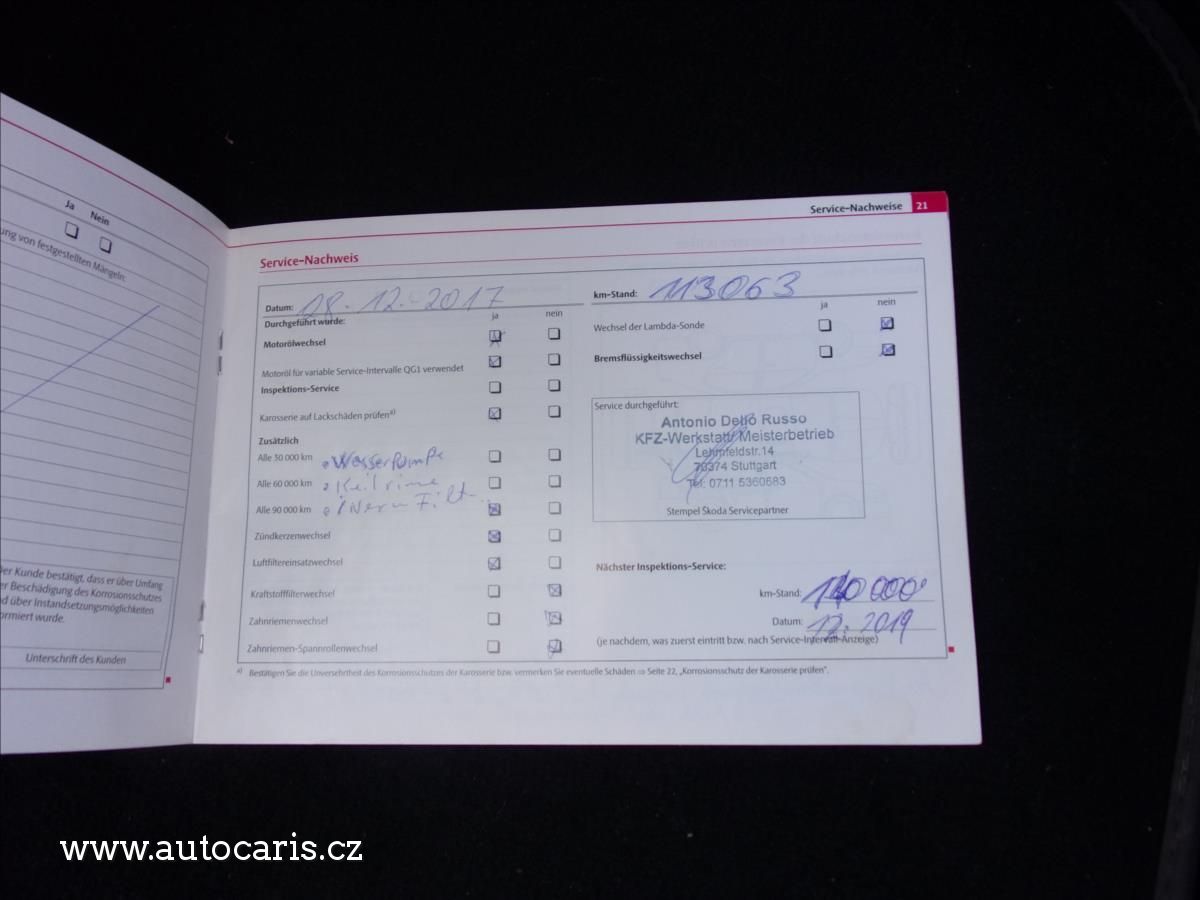 Ja Nein
ung von festgestellten Mängeln:
Der Kunde bestätigt, dass er über Umfang
er Beschädigung des Korrosionsschutzes
nd über Instandsetzungsmöglichkeiten
ormiert wurde.
Unterschrift des Kunden
Service-Nachweise 21
Service-Nachweis
Datum: 28.12.2017
km-Stand: 113063
Durchgeführt wurde: ja nein
ja nein
Motorölwechsel
Motoröl für variable Service-Intervalle QG1 verwendet
Inspektions-Service
Karosserie auf Lackschäden prüfen a)
Zusätzlich
Alle 30 000 km Wasserpumpe
Alle 60 000 km
Alle 90 000 km
Zündkerzenwechsel
Luftfiltereinsatzwechsel
Kraftstofffilterwechsel
Zahnriemenwechsel
Zahnriemen-Spannrollenwechsel
Wechsel der Lambda-Sonde
Bremsflüssigkeitswechsel
Service durchgeführt:
Antonio Dello Russo
KFZ-Werkstatt/Meisterbetrieb
Lehmfeldstr.14
70374 Stuttgart
Tel: 0711 5360683
Stempel Škoda Servicepartner
Nächster Inspektions-Service:
km-Stand: 140 000
Datum: 12.2019
(je nachdem, was zuerst eintritt bzw. nach Service-Intervall-Anzeige)
a) Bestätigen Sie die Unversehrtheit des Korrosionsschutzes der Karosserie bzw. vermerken Sie eventuelle Schäden ⇒ Seite 22, „Korrosionsschutz der Karosserie prüfen“.
www.autocaris.cz